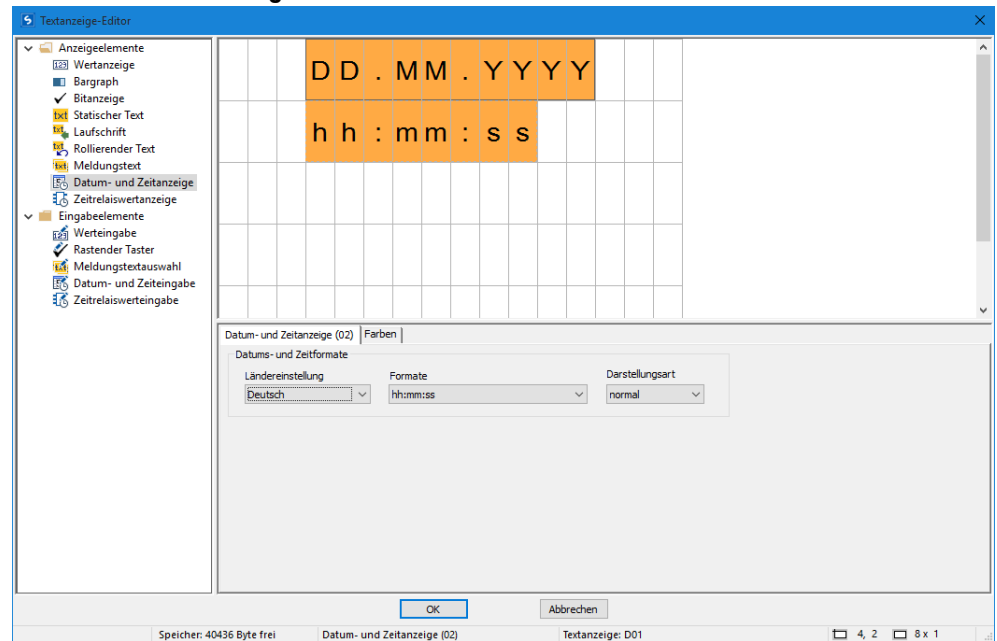 Textanzeige-Editor
Anzeigeelemente
Wertanzeige
Bargraph
Bitanzeige
Statischer Text
Laufschrift
Rollierender Text
Meldungstext
Datum- und Zeitanzeige
Zeitrelaiswertanzeige
Eingabeelemente
Werteingabe
Rastender Taster
Meldungstextauswahl
Datum- und Zeiteingabe
Zeitrelaiswerteingabe
DD.MM.YYYY
hh:mm:ss
Datum- und Zeitanzeige (02) Farben
Datums- und Zeitformate
Ländereinstellung Formate Darstellungsart
Deutsch hh:mm:ss normal
OK Abbrechen
Speicher: 40436 Byte frei Datum- und Zeitanzeige (02) Textanzeige: D01 4, 2 8 x 1